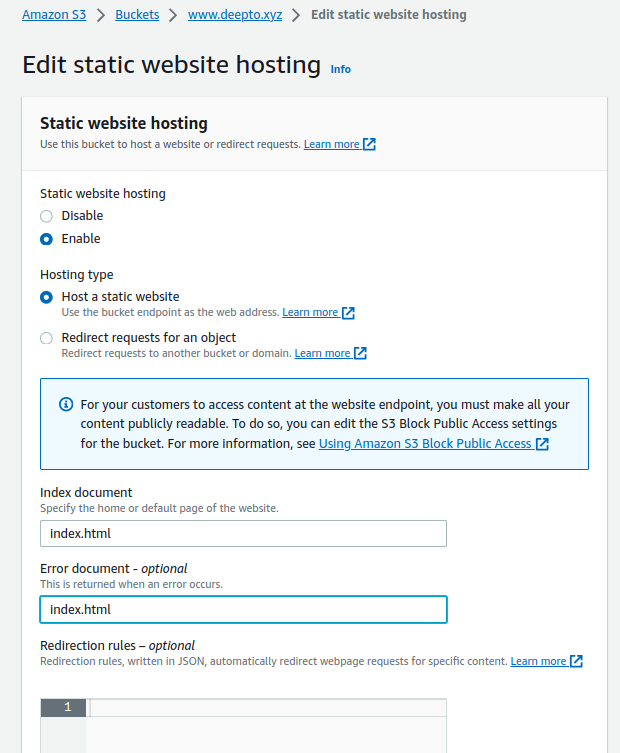 Amazon S3 > Buckets > www.deepto.xyz > Edit static website hosting
Edit static website hosting Info
Static website hosting
Use this bucket to host a website or redirect requests. Learn more
Static website hosting
Disable
Enable
Hosting type
Host a static website
Use the bucket endpoint as the web address. Learn more
Redirect requests for an object
Redirect requests to another bucket or domain. Learn more
For your customers to access content at the website endpoint, you must make all your
content publicly readable. To do so, you can edit the S3 Block Public Access settings
for the bucket. For more information, see Using Amazon S3 Block Public Access
Index document
Specify the home or default page of the website.
index.html
Error document - optional
This is returned when an error occurs.
index.html
Redirection rules – optional
Redirection rules, written in JSON, automatically redirect webpage requests for specific content. Learn more
1